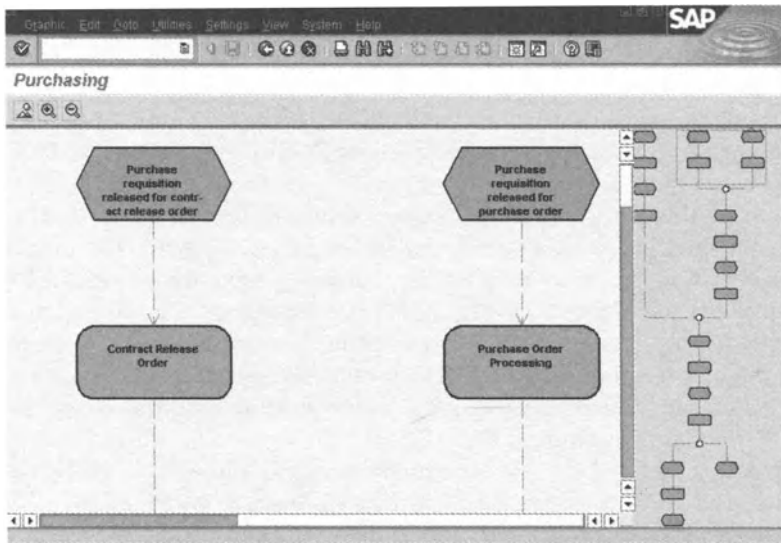 Graphic Edit Goto Utilities Settings View System Help
SAP
Purchasing
Purchase
requisition
released for contr-
act release order
Purchase
requisition
released for
purchase order
Contract Release
Order
Purchase Order
Processing